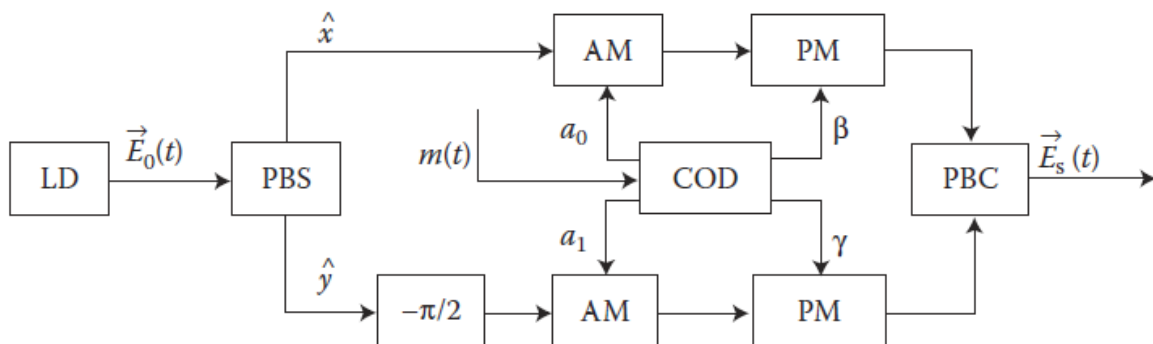 x̂
AM
PM
a₀
β
E⃗₀(t)
m(t)
E⃗ₛ(t)
LD
PBS
COD
PBC
a₁
γ
ŷ
−π/2
AM
PM